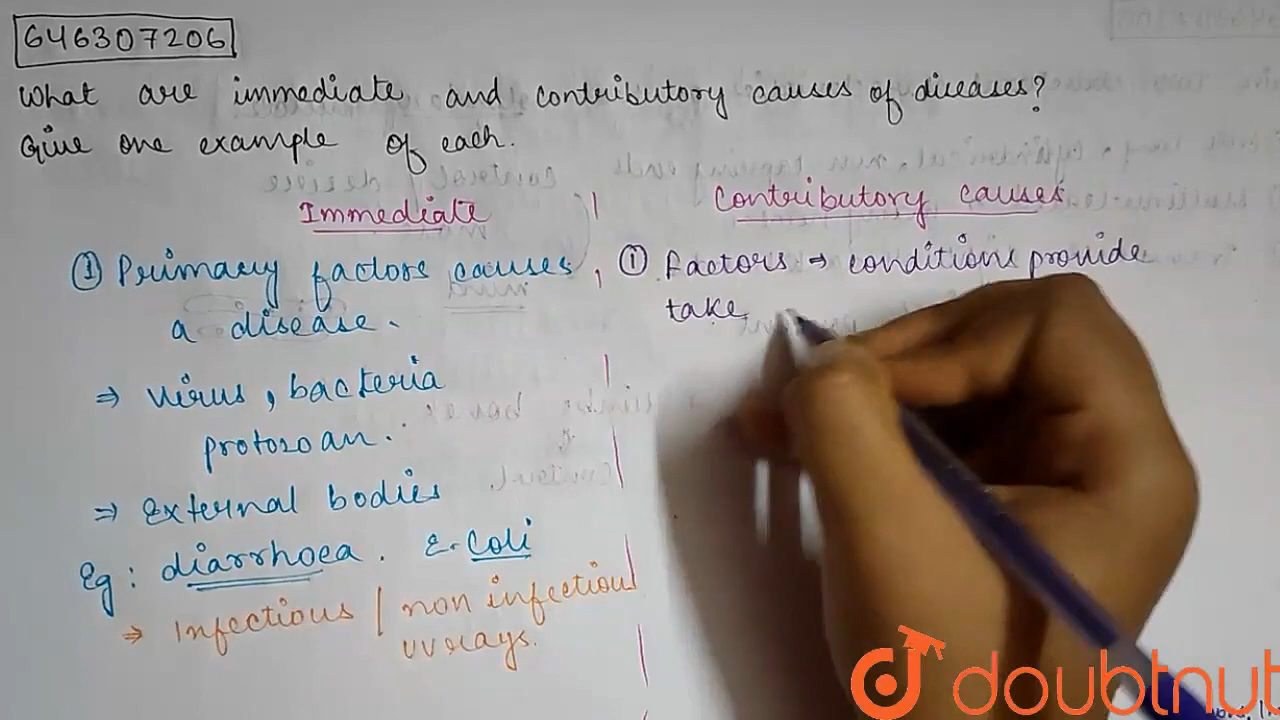 646307206
What are immediate and contributory causes of diseases?
Give one example of each.
Immediate
① Primary factors causes
a disease.
⇒ virus, bacteria
protozoan.
⇒ External bodies
Eg: diarrhoea. E.Coli
⇒ Infectious / non infectious
UV rays.
Contributory causes
① Factors → conditions provide
take
doubtnut